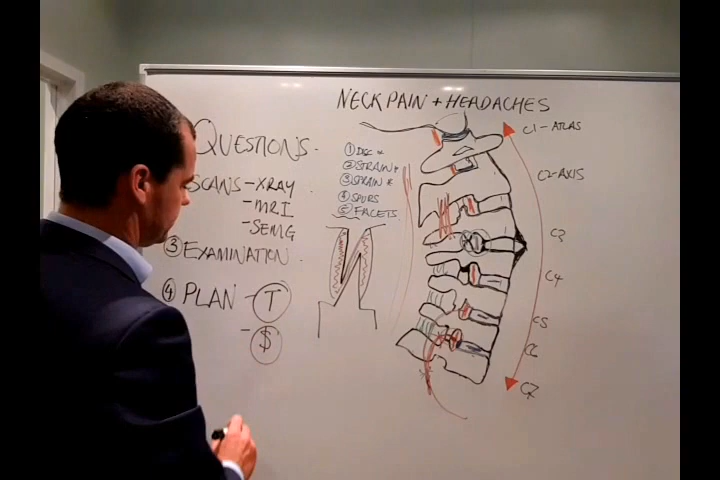 NECK PAIN + HEADACHES
QUESTIONS.
SCANS - XRAY
- MRI
- SEMG
③ EXAMINATION
④ PLAN - T
- $
① DISC *
② STRAIN *
③ SPRAIN *
④ SPURS
⑤ FACETS
C1 - ATLAS
C2 - AXIS
C3
C4
C5
C6
C7